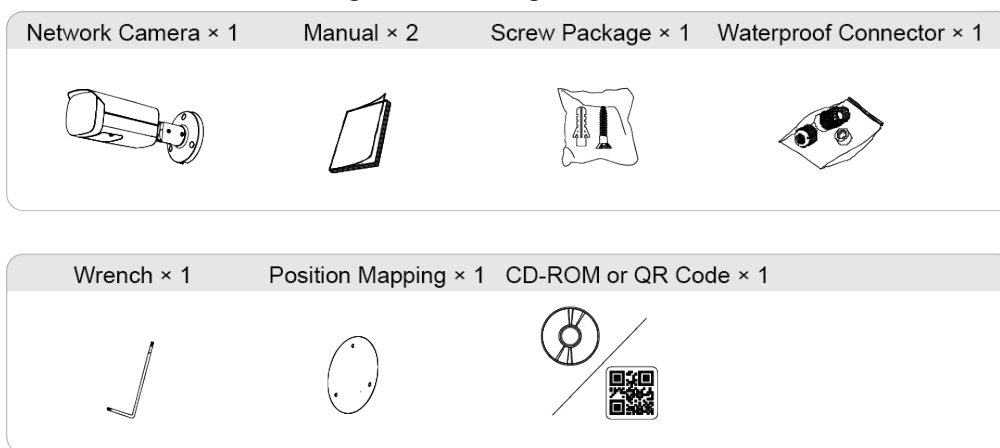 Network Camera × 1 Manual × 2 Screw Package × 1 Waterproof Connector × 1
Wrench × 1 Position Mapping × 1 CD-ROM or QR Code × 1